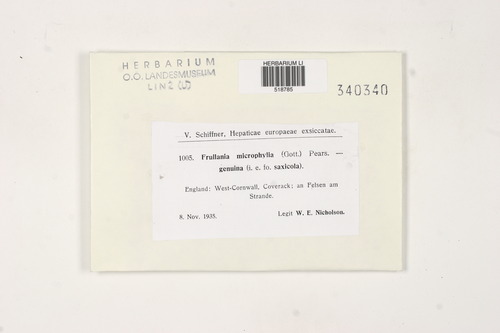 HERBARIUM
O.Ö. LANDESMUSEUM
LINZ (LI)
HERBARIUM LI
518785
340340
V. Schiffner, Hepaticae europaeae exsiccatae.
1005. Frullania microphylla (Gott.) Pears. —
genuina (i. e. fo. saxicola).
England: West-Cornwall, Coverack; an Felsen am
Strande.
8. Nov. 1935. Legit W. E. Nicholson.